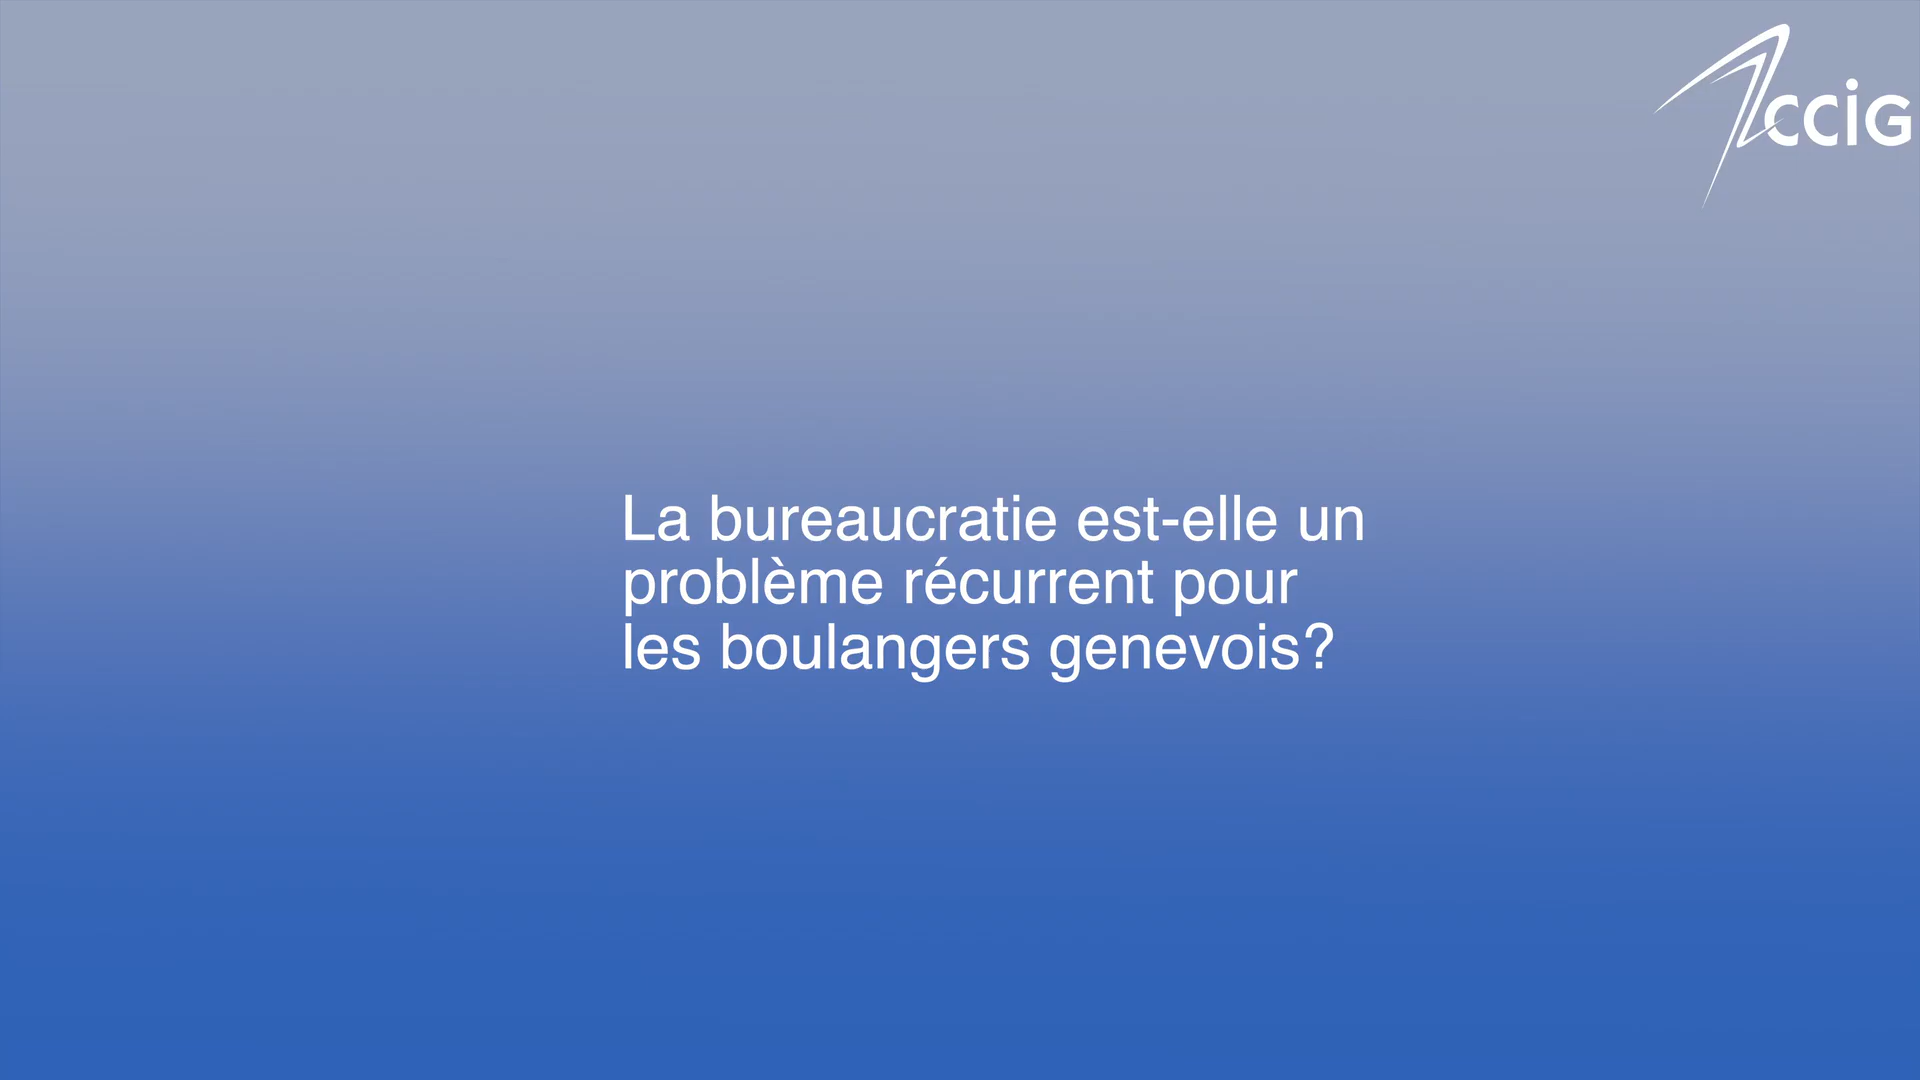 ccig
La bureaucratie est-elle un
problème récurrent pour
les boulangers genevois?